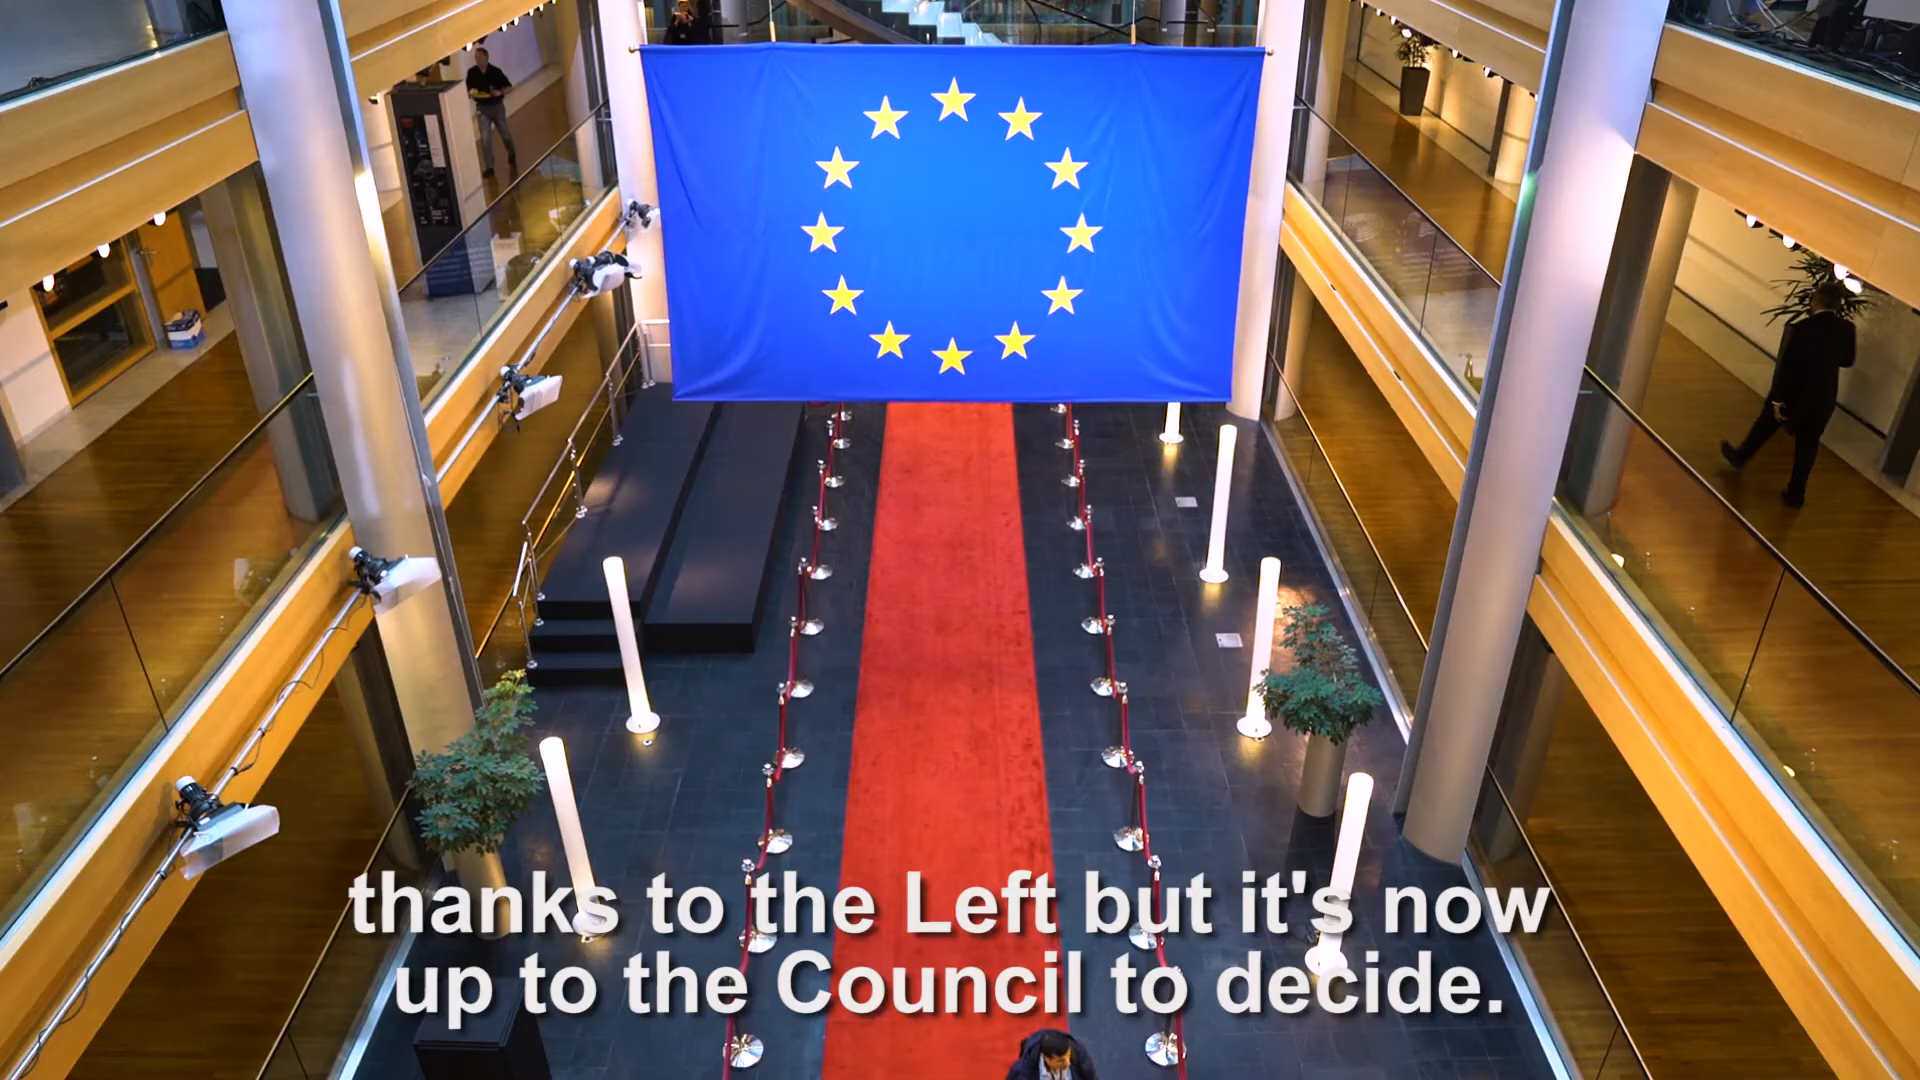 thanks to the Left but it's now
up to the Council to decide.